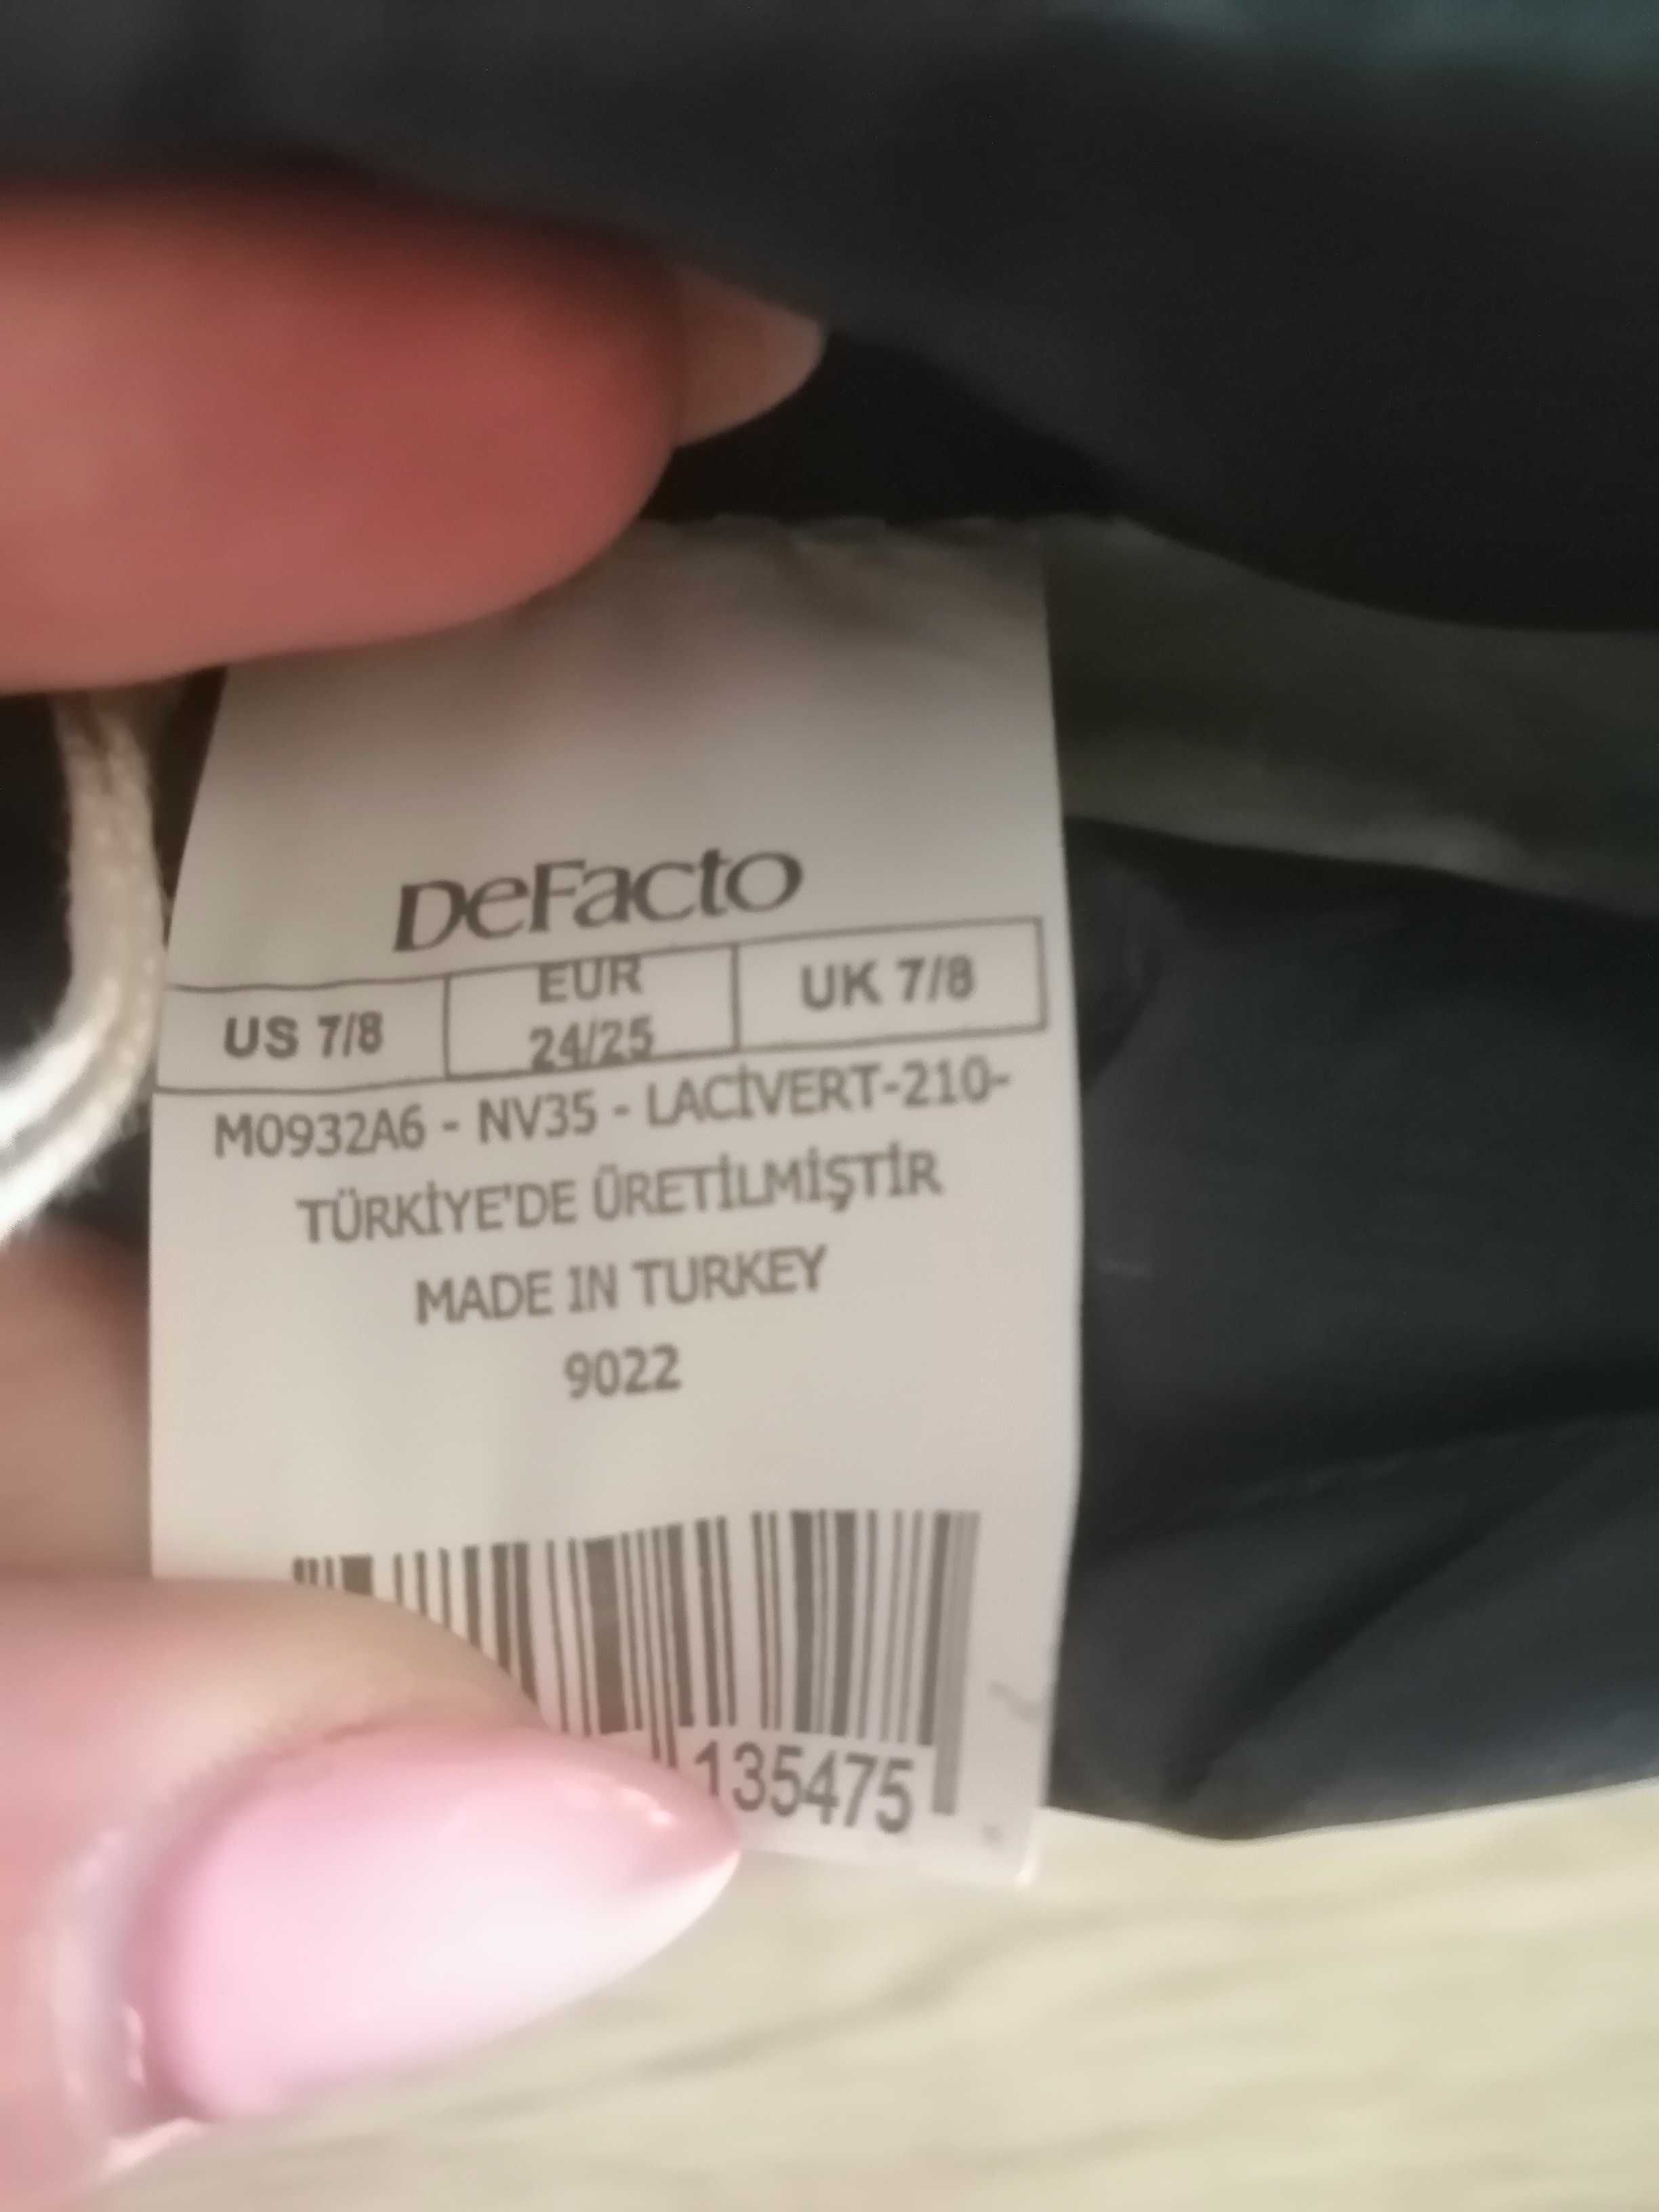 DeFacto
US 7/8 EUR 24/25 UK 7/8
M0932A6 - NV35 - LACİVERT-210-
TÜRKİYE'DE ÜRETİLMİŞTİR
MADE IN TURKEY
9022
135475